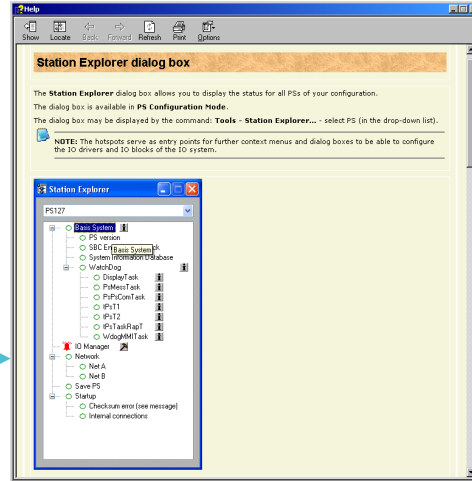 Help
Show Locate Back Forward Refresh Print Options
Station Explorer dialog box
The Station Explorer dialog box allows you to display the status for all PSs of your configuration.
The dialog box is available in PS Configuration Mode.
The dialog box may be displayed by the command: Tools - Station Explorer... - select PS (in the drop-down list).
NOTE: The hotspots serve as entry points for further context menus and dialog boxes to be able to configure
the IO drivers and IO blocks of the IO system.
Station Explorer
PS127
Basis System
PS version
SBC
Basis System
System Information Database
WatchDog
DisplayTask
PsMessTask
PsPsComTask
tPsT1
tPsT2
tPsTaskRapT
WdogMMITask
IO Manager
Network
Net A
Net B
Save PS
Startup
Checksum error (see message)
Internal connections